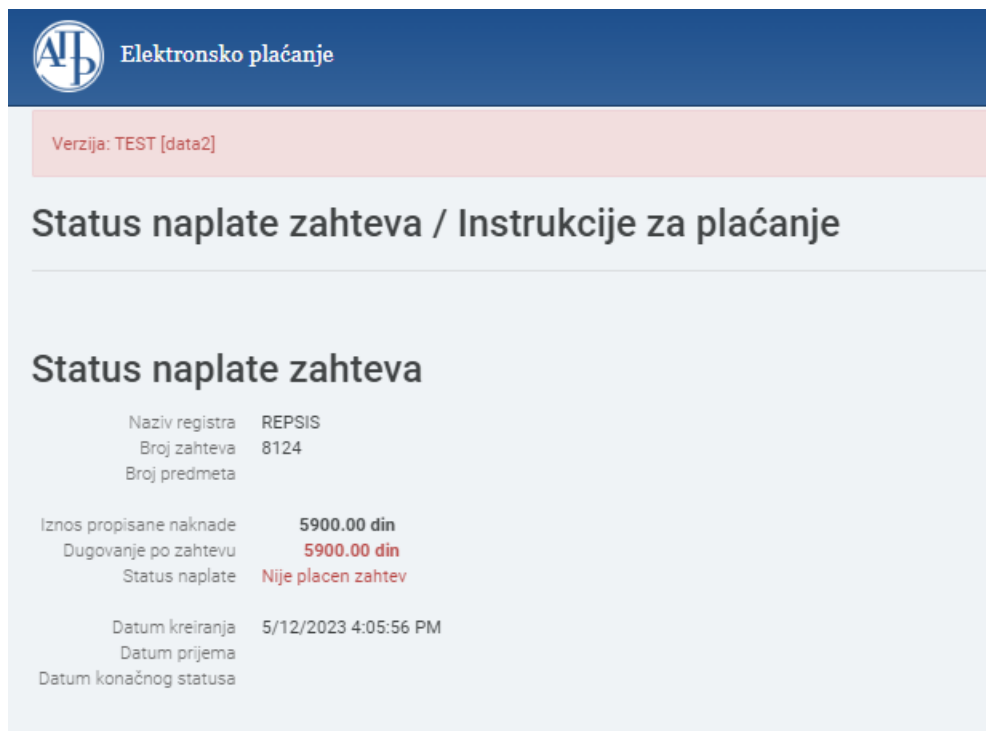 АПР
Elektronsko plaćanje
Verzija: TEST [data2]
Status naplate zahteva / Instrukcije za plaćanje
Status naplate zahteva
Naziv registra REPSIS
Broj zahteva 8124
Broj predmeta
Iznos propisane naknade 5900.00 din
Dugovanje po zahtevu 5900.00 din
Status naplate Nije placen zahtev
Datum kreiranja 5/12/2023 4:05:56 PM
Datum prijema
Datum konačnog statusa